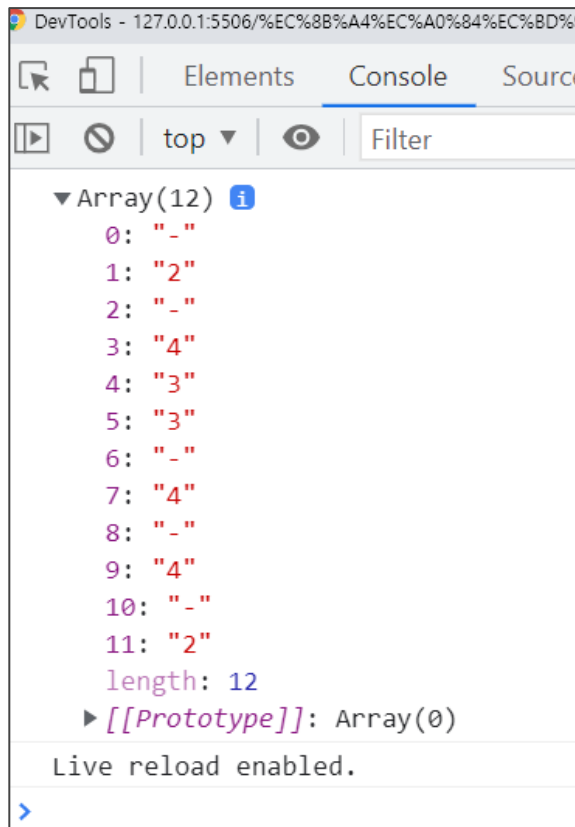 DevTools - 127.0.0.1:5506/%EC%8B%A4%EC%A0%84%EC%BD%
Elements Console Source
top ▼ Filter
▼Array(12) i
0: "-"
1: "2"
2: "-"
3: "4"
4: "3"
5: "3"
6: "-"
7: "4"
8: "-"
9: "4"
10: "-"
11: "2"
length: 12
▶[[Prototype]]: Array(0)
Live reload enabled.
>